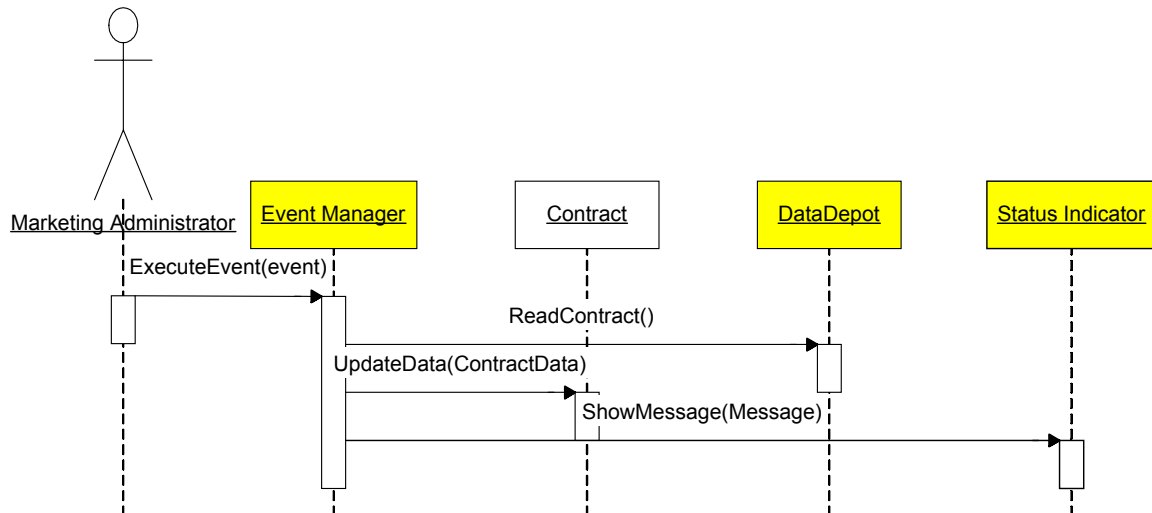 Marketing Administrator
Event Manager
Contract
DataDepot
Status Indicator
ExecuteEvent(event)
ReadContract()
UpdateData(ContractData)
ShowMessage(Message)